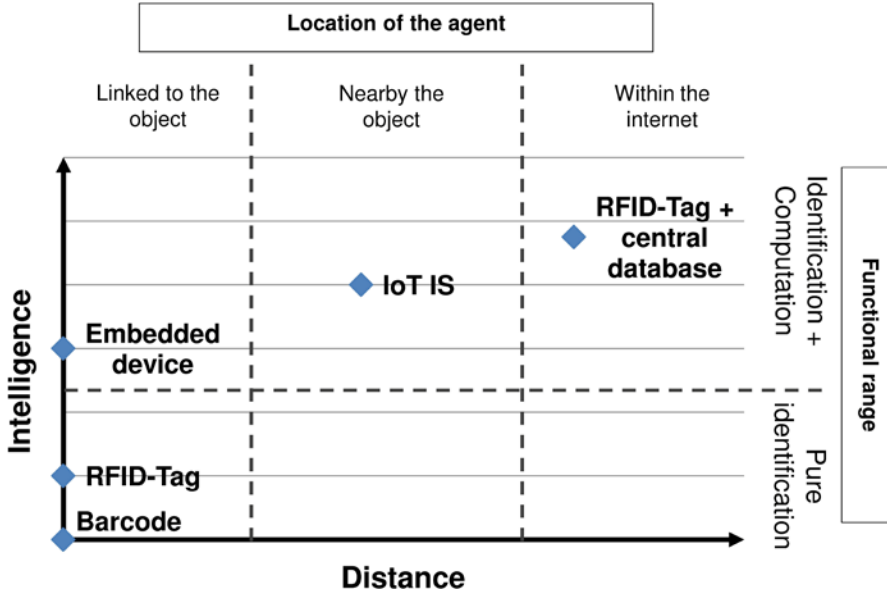 Location of the agent
Linked to the
object
Nearby the
object
Within the
internet
RFID-Tag +
central
database
IoT IS
Embedded
device
RFID-Tag
Barcode
Intelligence
Distance
Identification +
Computation
Pure
identification
Functional range